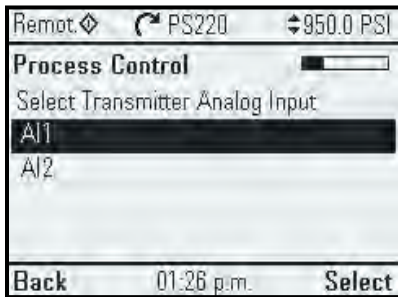 Remot. PS220 950.0 PSI
Process Control
Select Transmitter Analog Input
AI1
AI2
Back 01:26 p.m. Select